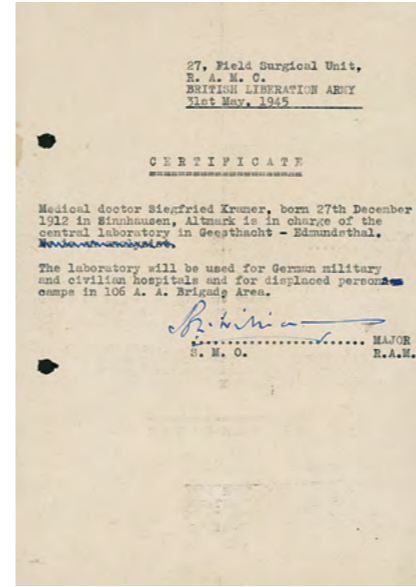 27, Field Surgical Unit,
R. A. M. C.
BRITISH LIBERATION ARMY
31st May, 1945
CERTIFICATE
Medical doctor Siegfried Kramer, born 27th December
1912 in Sinnhausen, Altmark is in charge of the
central laboratory in Geesthacht - Edmundsthal.
The laboratory will be used for German military
and civilian hospitals and for displaced persons
camps in 106 A. A. Brigade Area.
MAJOR
S. M. O. R.A.M.